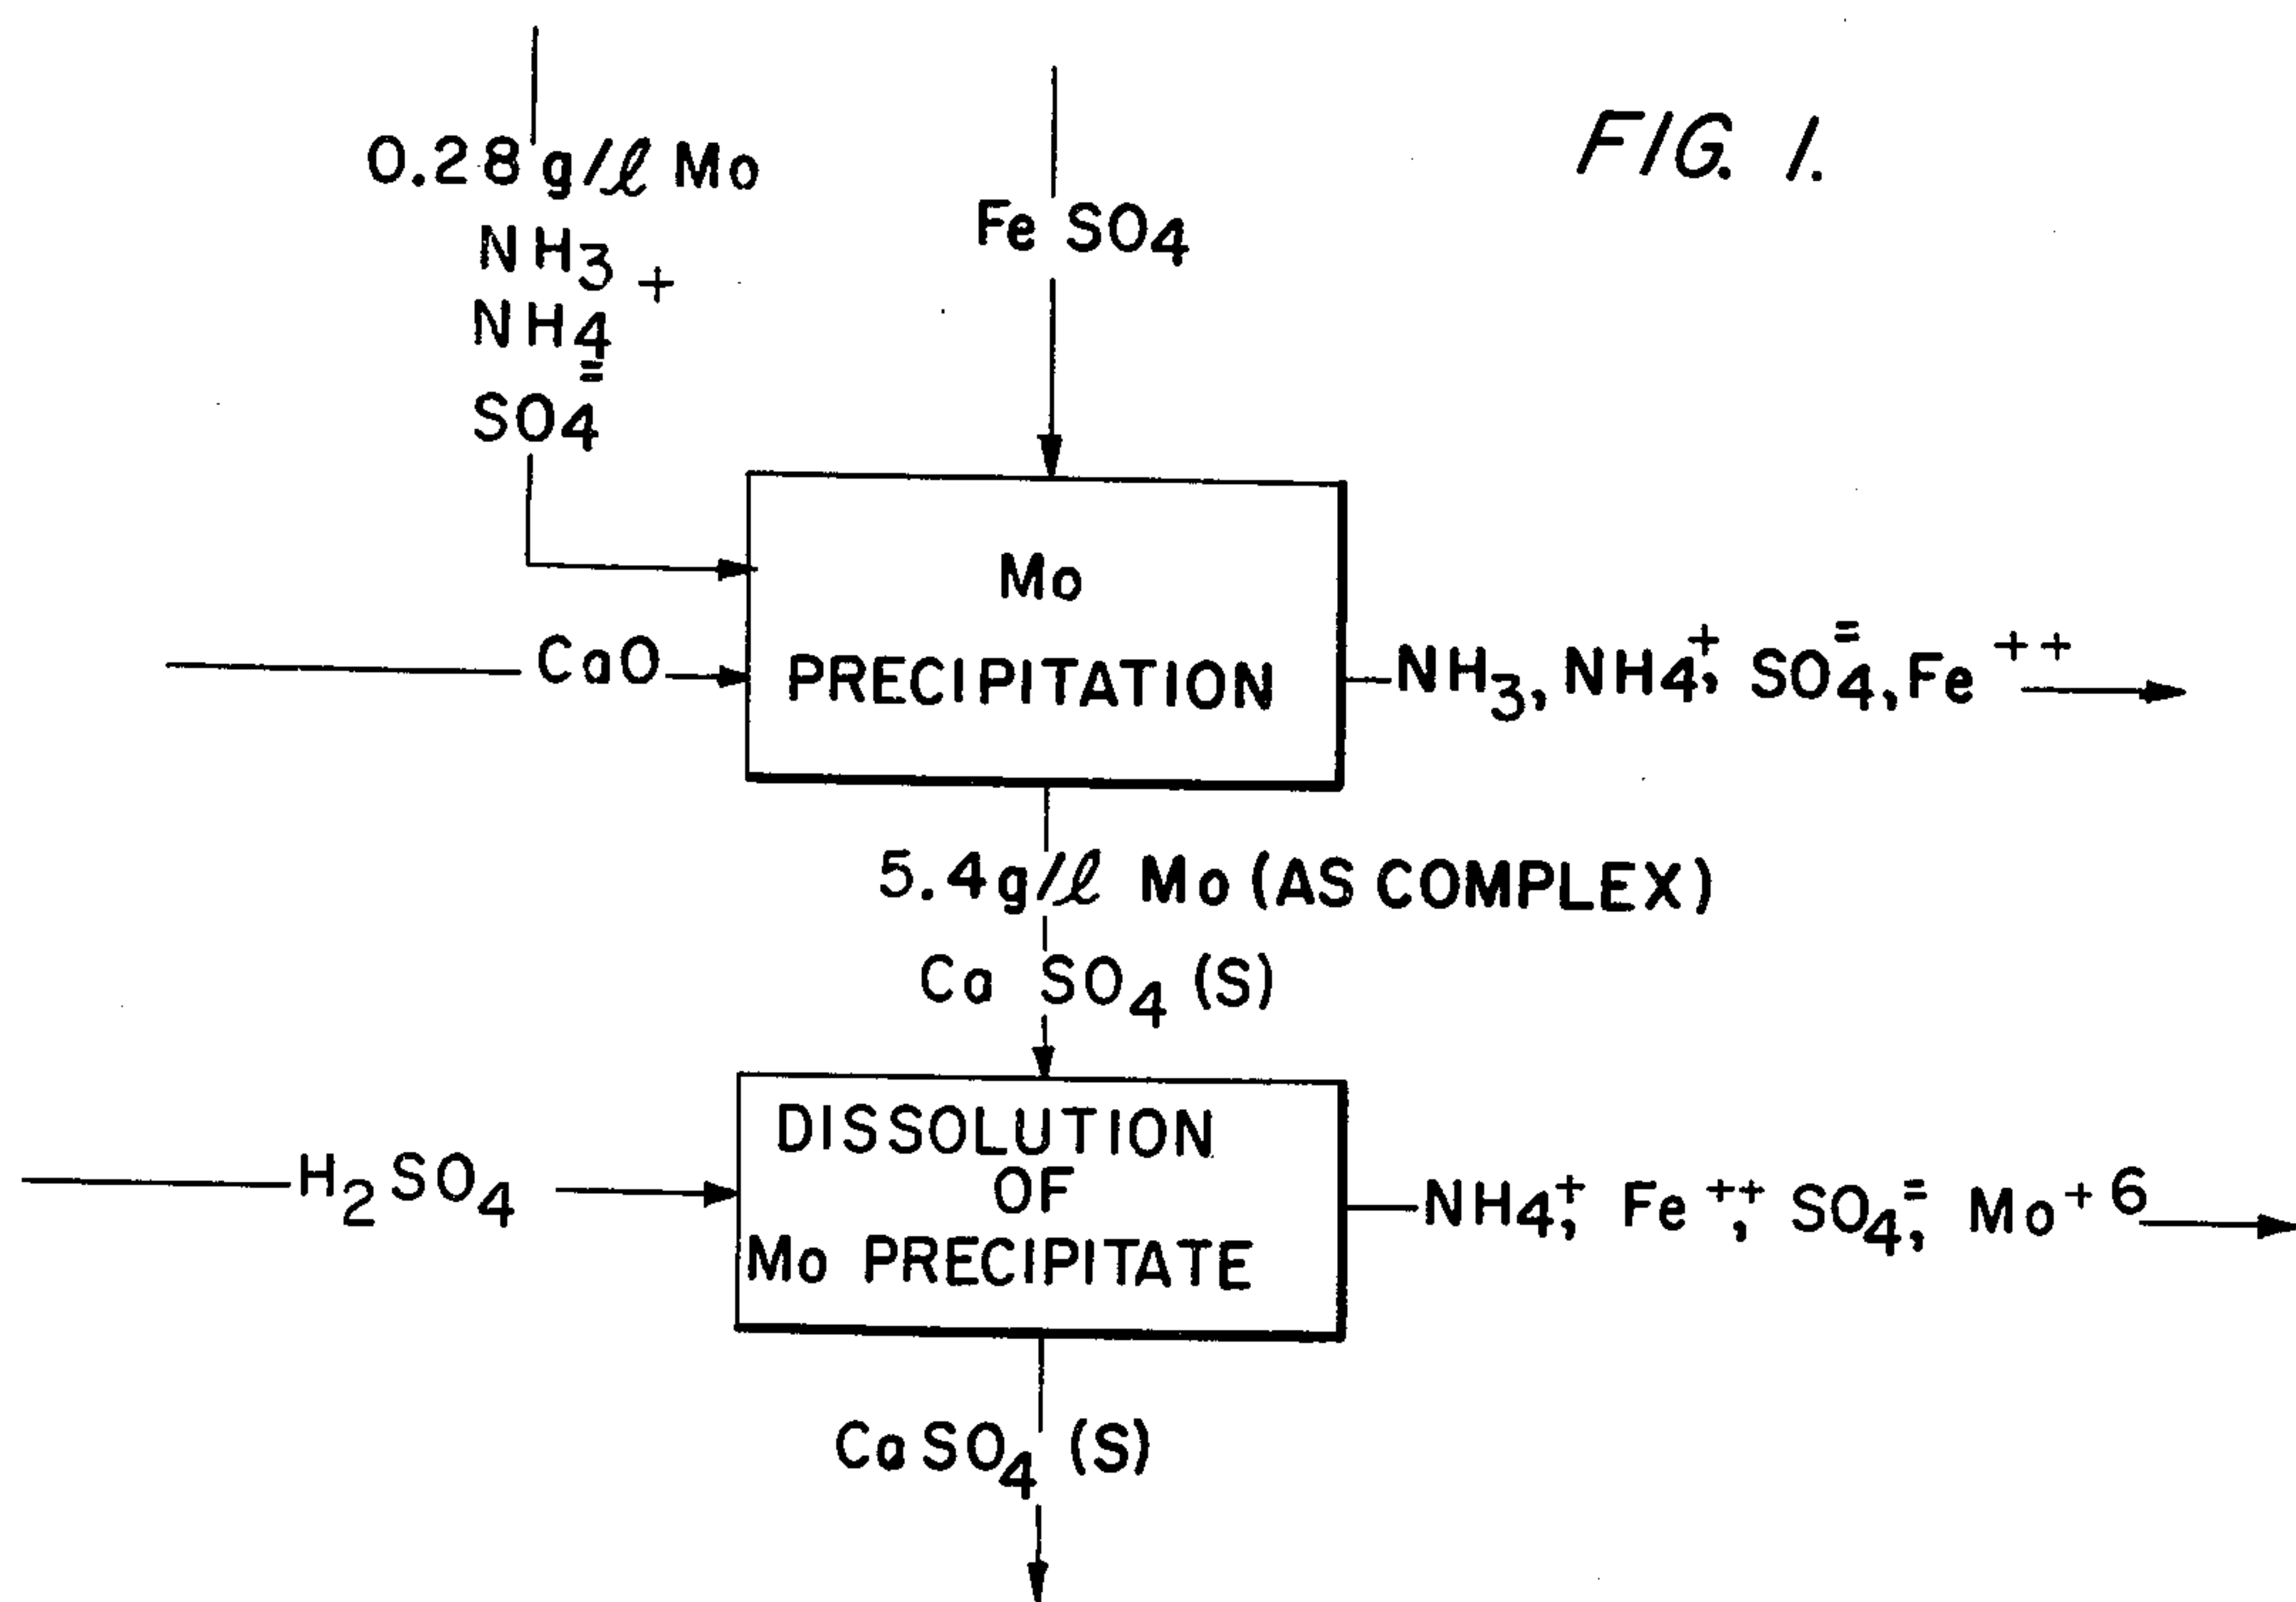 FIG. 1.
0.28 g/ℓ Mo
NH₃
NH₄⁺
SO₄⁼
Fe SO₄
CaO
Mo
PRECIPITATION
NH₃, NH₄⁺, SO₄⁼, Fe⁺⁺
5.4 g/ℓ Mo (AS COMPLEX)
Ca SO₄ (S)
H₂SO₄
DISSOLUTION
OF
Mo PRECIPITATE
NH₄⁺, Fe⁺⁺, SO₄⁼, Mo⁺⁶
CaSO₄ (S)